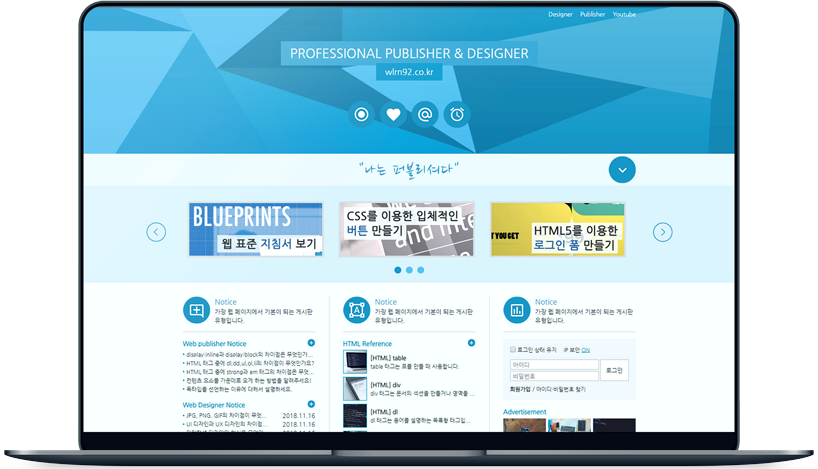 Designer Publisher Youtube
PROFESSIONAL PUBLISHER & DESIGNER
wlrn92.co.kr
"나는 퍼블리셔다"
BLUEPRINTS
웹 표준 지침서 보기
CSS를 이용한 입체적인
버튼 만들기
T YOU GET
HTML5를 이용한
로그인 폼 만들기
Notice
가장 웹 페이지에서 기본이 되는 게시판
유형입니다.
Web publisher Notice
display:inline과 display:block의 차이점은 무엇인가...
HTML 태그 중에 dl,dd,ul,ol,li의 차이점이 무엇인가요?
HTML 태그 중에 strong과 em 태그의 차이점은 무...
컨텐츠 요소를 가운데로 오게 하는 방법을 알려주세요!
독타입을 선언하는 이유에 대해서 설명하세요.
Web Designer Notice
JPG, PNG, GIF의 차이점이 무엇... 2018.11.16
UI 디자인과 UX 디자인의 차이점... 2018.11.16
Notice
가장 웹 페이지에서 기본이 되는 게시판
유형입니다.
HTML Reference
[HTML] table
table 태그는 표를 만들 때 사용합니다.
[HTML] div
div 태그는 문서의 섹션을 만들거나 영역을 ...
[HTML] dl
dl 태그는 용어를 설명하는 목록형 태그입...
Notice
가장 웹 페이지에서 기본이 되는 게시판
유형입니다.
로그인 상태 유지 IP 보안 ON
아이디
비밀번호
로그인
회원가입 / 아이디·비밀번호 찾기
Advertisement